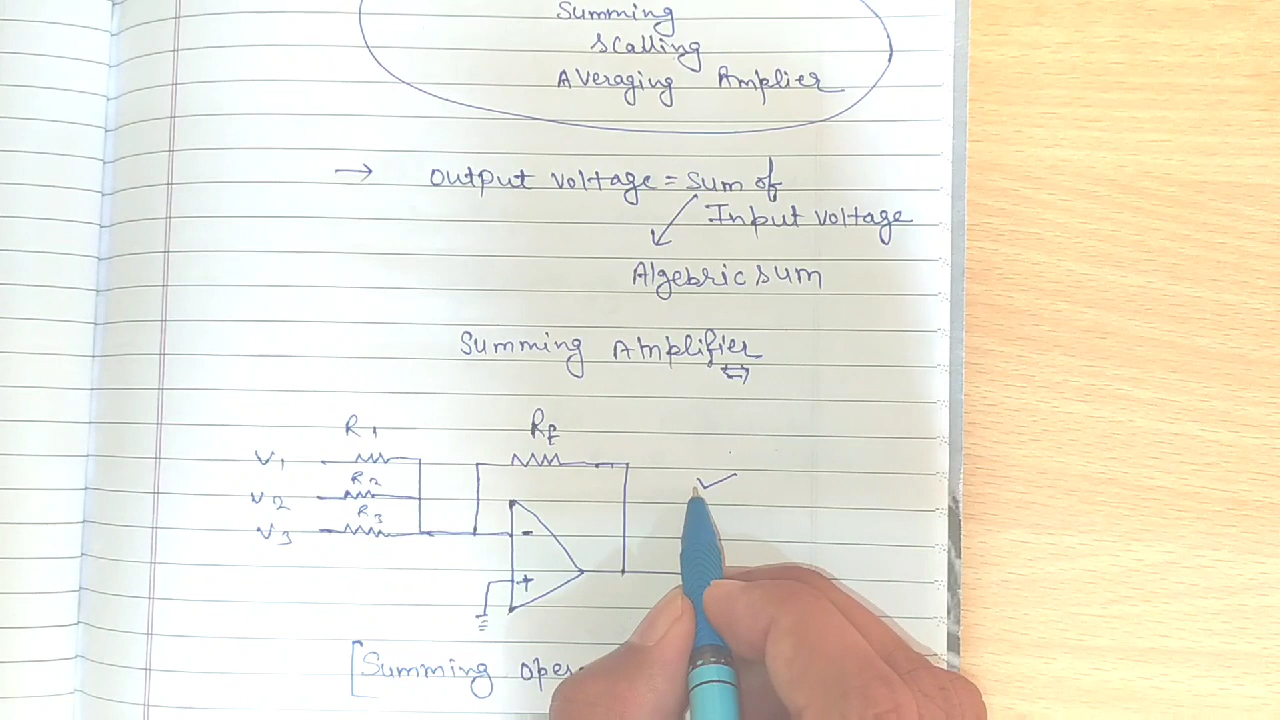 Summing
Scalling
Averaging Amplier
→ output voltage = sum of
Input voltage
Algebric sum
Summing Amplifier
R1
Rf
V1
R2
V2
R3
V3
-
+
Summing